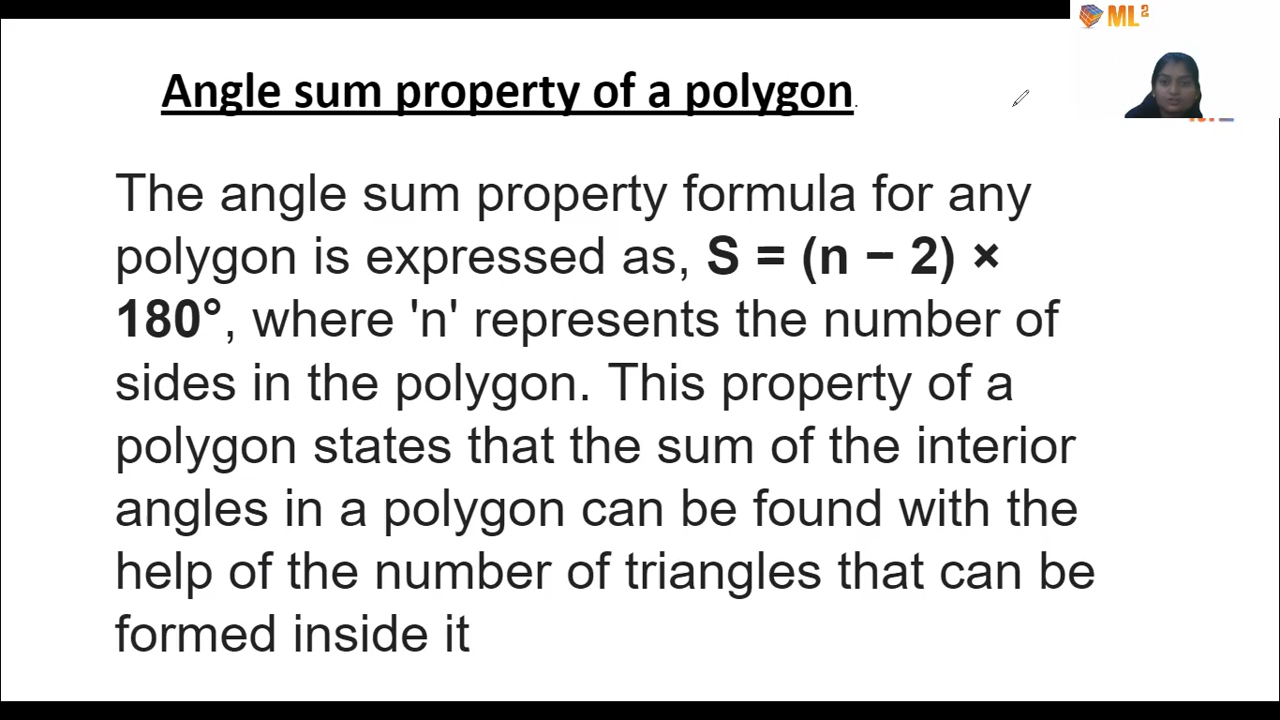 ML²
Angle sum property of a polygon.
The angle sum property formula for any
polygon is expressed as, S = (n − 2) ×
180°, where 'n' represents the number of
sides in the polygon. This property of a
polygon states that the sum of the interior
angles in a polygon can be found with the
help of the number of triangles that can be
formed inside it